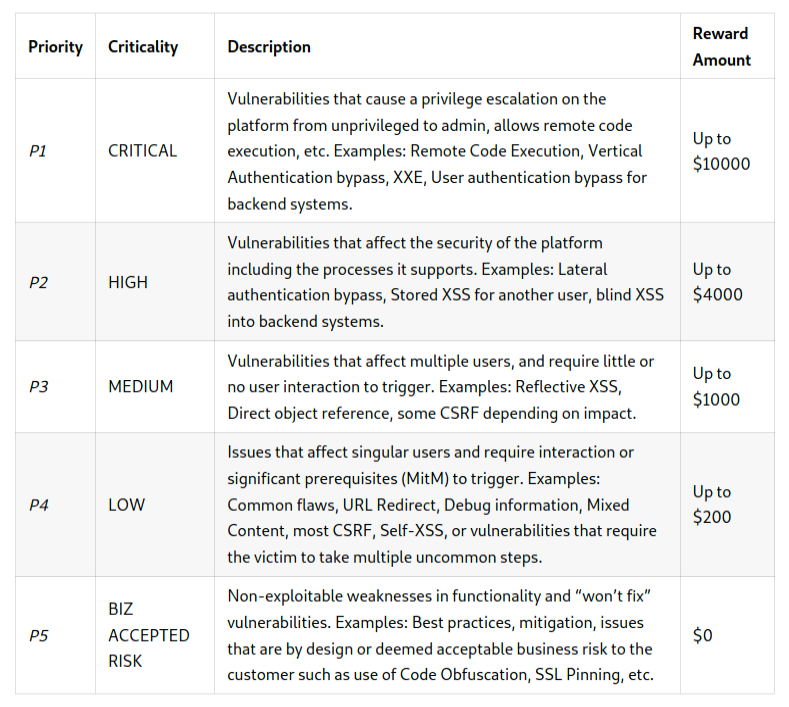 Priority Criticality Description Reward
Amount
P1 CRITICAL Vulnerabilities that cause a privilege escalation on the
platform from unprivileged to admin, allows remote code
execution, etc. Examples: Remote Code Execution, Vertical
Authentication bypass, XXE, User authentication bypass for
backend systems.
Up to
$10000
P2 HIGH Vulnerabilities that affect the security of the platform
including the processes it supports. Examples: Lateral
authentication bypass, Stored XSS for another user, blind XSS
into backend systems.
Up to
$4000
P3 MEDIUM Vulnerabilities that affect multiple users, and require little or
no user interaction to trigger. Examples: Reflective XSS,
Direct object reference, some CSRF depending on impact.
Up to
$1000
P4 LOW Issues that affect singular users and require interaction or
significant prerequisites (MitM) to trigger. Examples:
Common flaws, URL Redirect, Debug information, Mixed
Content, most CSRF, Self-XSS, or vulnerabilities that require
the victim to take multiple uncommon steps.
Up to
$200
P5
BIZ
ACCEPTED
RISK
Non-exploitable weaknesses in functionality and “won’t fix”
vulnerabilities. Examples: Best practices, mitigation, issues
that are by design or deemed acceptable business risk to the
customer such as use of Code Obfuscation, SSL Pinning, etc.
$0